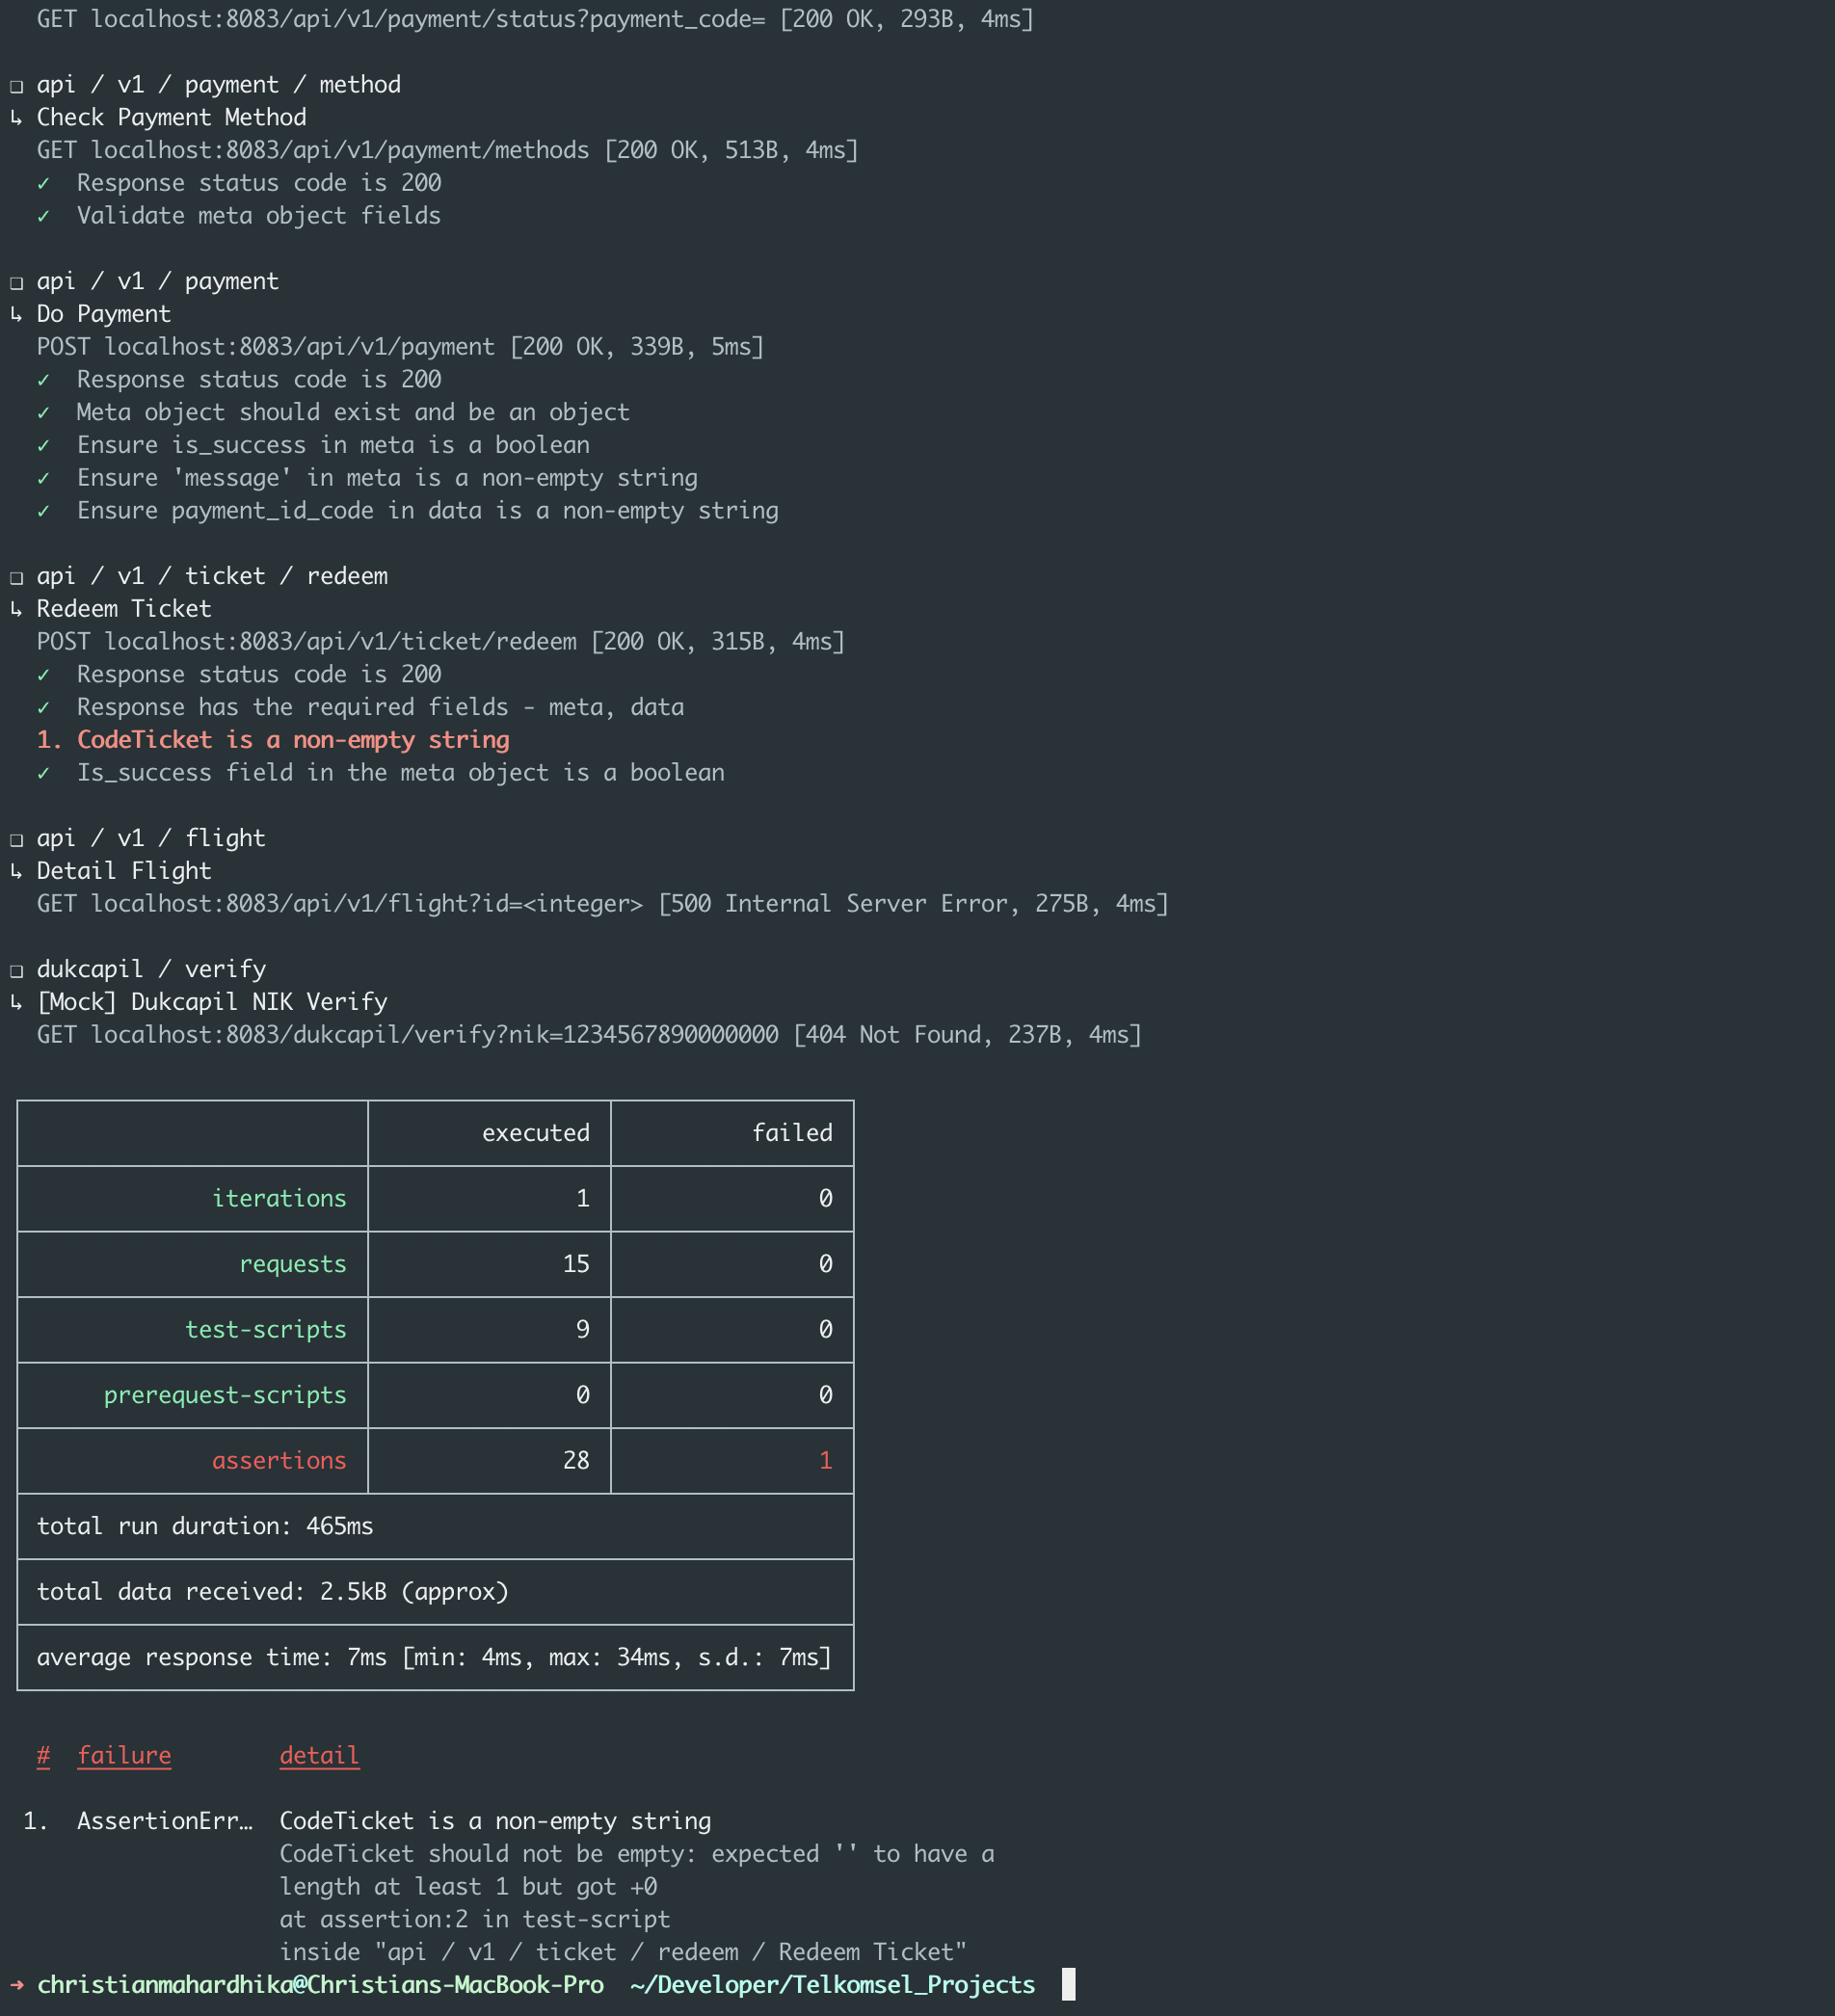 GET localhost:8083/api/v1/payment/status?payment_code= [200 OK, 293B, 4ms]
❏ api / v1 / payment / method
↳ Check Payment Method
GET localhost:8083/api/v1/payment/methods [200 OK, 513B, 4ms]
✓ Response status code is 200
✓ Validate meta object fields
❏ api / v1 / payment
↳ Do Payment
POST localhost:8083/api/v1/payment [200 OK, 339B, 5ms]
✓ Response status code is 200
✓ Meta object should exist and be an object
✓ Ensure is_success in meta is a boolean
✓ Ensure 'message' in meta is a non-empty string
✓ Ensure payment_id_code in data is a non-empty string
❏ api / v1 / ticket / redeem
↳ Redeem Ticket
POST localhost:8083/api/v1/ticket/redeem [200 OK, 315B, 4ms]
✓ Response status code is 200
✓ Response has the required fields - meta, data
1. CodeTicket is a non-empty string
✓ Is_success field in the meta object is a boolean
❏ api / v1 / flight
↳ Detail Flight
GET localhost:8083/api/v1/flight?id=<integer> [500 Internal Server Error, 275B, 4ms]
❏ dukcapil / verify
↳ [Mock] Dukcapil NIK Verify
GET localhost:8083/dukcapil/verify?nik=1234567890000000 [404 Not Found, 237B, 4ms]
executed failed
iterations 1 0
requests 15 0
test-scripts 9 0
prerequest-scripts 0 0
assertions 28 1
total run duration: 465ms
total data received: 2.5kB (approx)
average response time: 7ms [min: 4ms, max: 34ms, s.d.: 7ms]
# failure detail
1. AssertionErr… CodeTicket is a non-empty string
CodeTicket should not be empty: expected '' to have a
length at least 1 but got +0
at assertion:2 in test-script
inside "api / v1 / ticket / redeem / Redeem Ticket"
➜ christianmahardhika@Christians-MacBook-Pro ~/Developer/Telkomsel_Projects